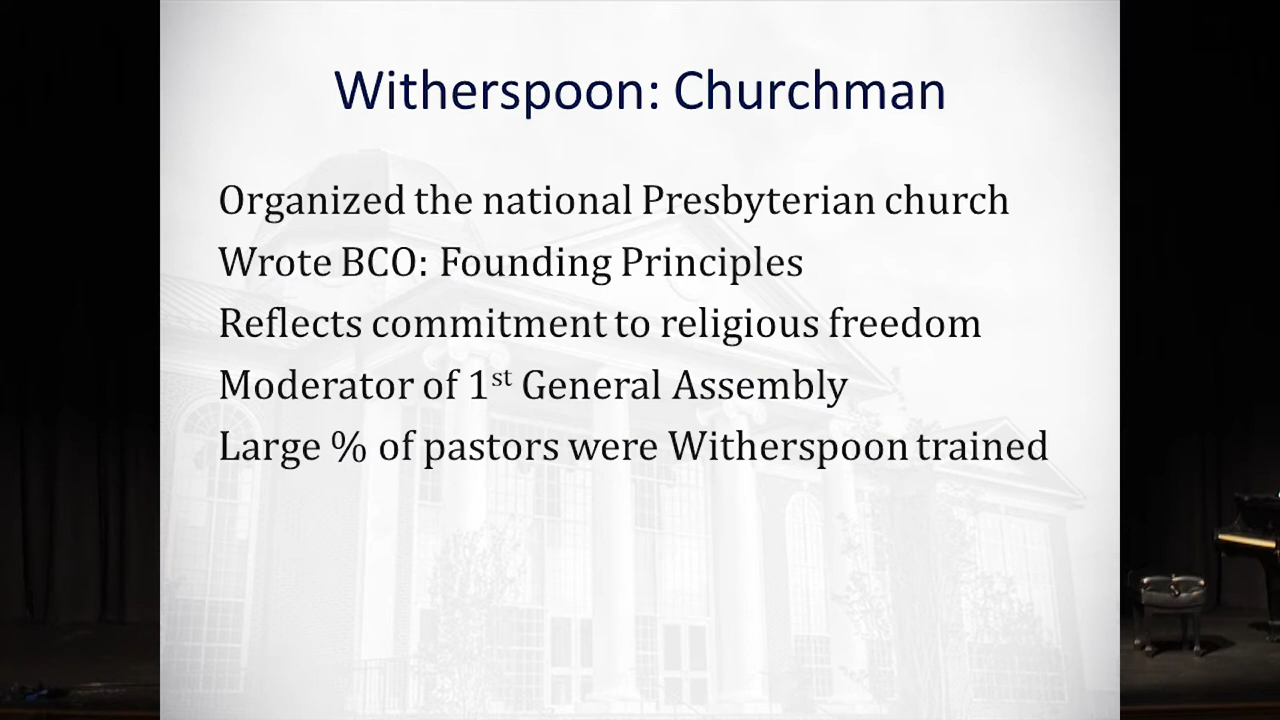 Witherspoon: Churchman
Organized the national Presbyterian church
Wrote BCO: Founding Principles
Reflects commitment to religious freedom
Moderator of 1st General Assembly
Large % of pastors were Witherspoon trained